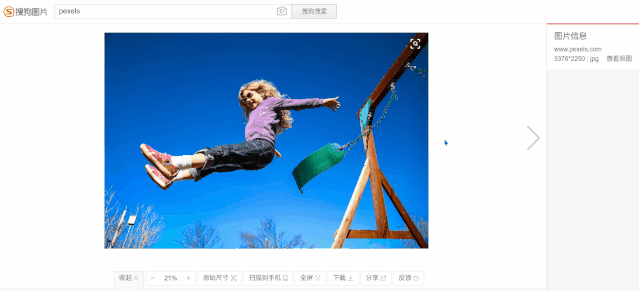 搜狗图片
pexels
搜狗搜索
图片信息
www.pexels.com
3376*2250 | jpg 查看原图
收起
− 21% +
原始尺寸
扫描到手机
全屏
下载
分享
反馈